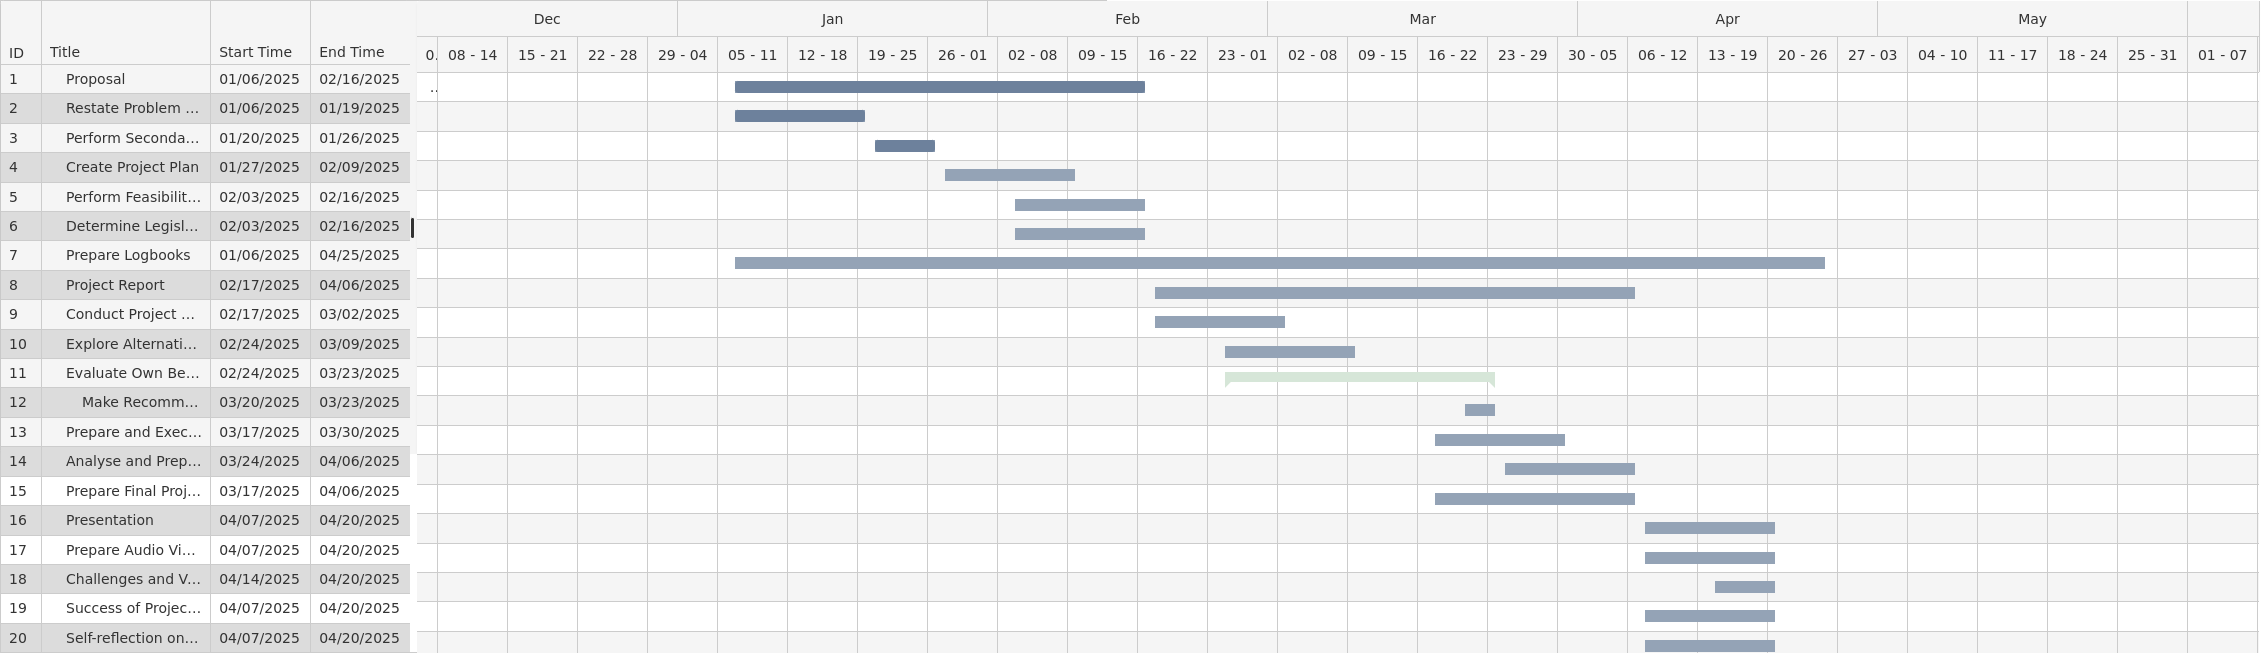 Dec Jan Feb Mar Apr May
ID Title Start Time End Time
0. 08 - 14 15 - 21 22 - 28 29 - 04 05 - 11 12 - 18 19 - 25 26 - 01 02 - 08 09 - 15 16 - 22 23 - 01 02 - 08 09 - 15 16 - 22 23 - 29 30 - 05 06 - 12 13 - 19 20 - 26 27 - 03 04 - 10 11 - 17 18 - 24 25 - 31 01 - 07
1 Proposal 01/06/2025 02/16/2025 ..
2 Restate Problem ... 01/06/2025 01/19/2025
3 Perform Seconda... 01/20/2025 01/26/2025
4 Create Project Plan 01/27/2025 02/09/2025
5 Perform Feasibilit... 02/03/2025 02/16/2025
6 Determine Legisl... 02/03/2025 02/16/2025
7 Prepare Logbooks 01/06/2025 04/25/2025
8 Project Report 02/17/2025 04/06/2025
9 Conduct Project ... 02/17/2025 03/02/2025
10 Explore Alternati... 02/24/2025 03/09/2025
11 Evaluate Own Be... 02/24/2025 03/23/2025
12 Make Recomm... 03/20/2025 03/23/2025
13 Prepare and Exec... 03/17/2025 03/30/2025
14 Analyse and Prep... 03/24/2025 04/06/2025
15 Prepare Final Proj... 03/17/2025 04/06/2025
16 Presentation 04/07/2025 04/20/2025
17 Prepare Audio Vi... 04/07/2025 04/20/2025
18 Challenges and V... 04/14/2025 04/20/2025
19 Success of Projec... 04/07/2025 04/20/2025
20 Self-reflection on... 04/07/2025 04/20/2025